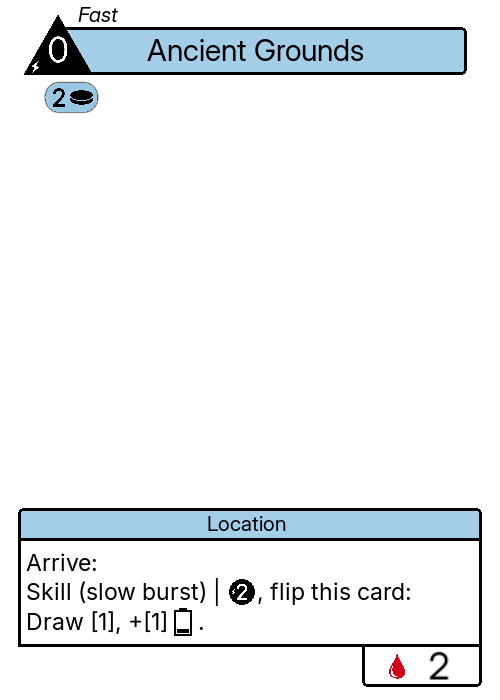 Fast
0 Ancient Grounds
2
Location
Arrive:
Skill (slow burst) | 2, flip this card:
Draw [1], +[1] .
2